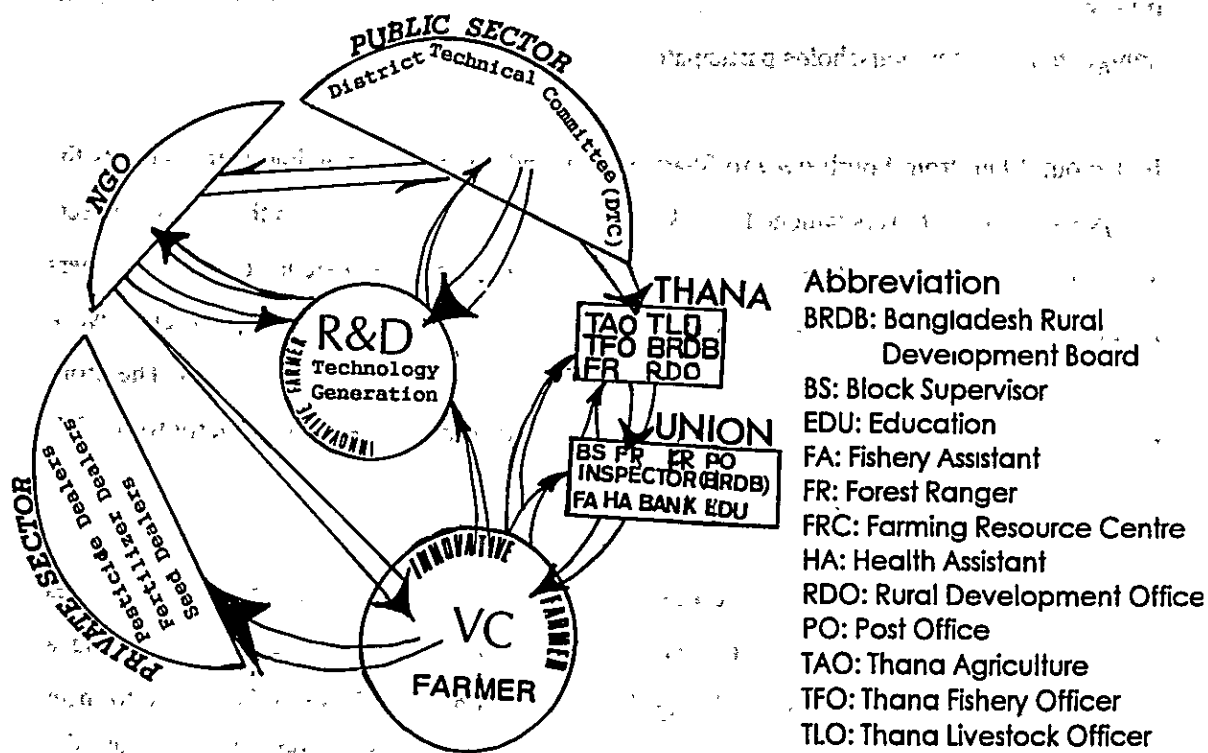 PUBLIC SECTOR
District Technical Committee (DTC)
NGO
R&D
Technology
Generation
INNOVATIVE FARMER
THANA
TAO TLO
TFO BRDB
FR RDO
UNION
BS FR FR PO
INSPECTOR (BRDB)
FA HA BANK EDU
PRIVATE SECTOR
Pesticide Dealers
Fertilizer Dealers
Seed Dealers
INNOVATIVE FARMER
VC
FARMER
Abbreviation
BRDB: Bangladesh Rural
Development Board
BS: Block Supervisor
EDU: Education
FA: Fishery Assistant
FR: Forest Ranger
FRC: Farming Resource Centre
HA: Health Assistant
RDO: Rural Development Office
PO: Post Office
TAO: Thana Agriculture
TFO: Thana Fishery Officer
TLO: Thana Livestock Officer